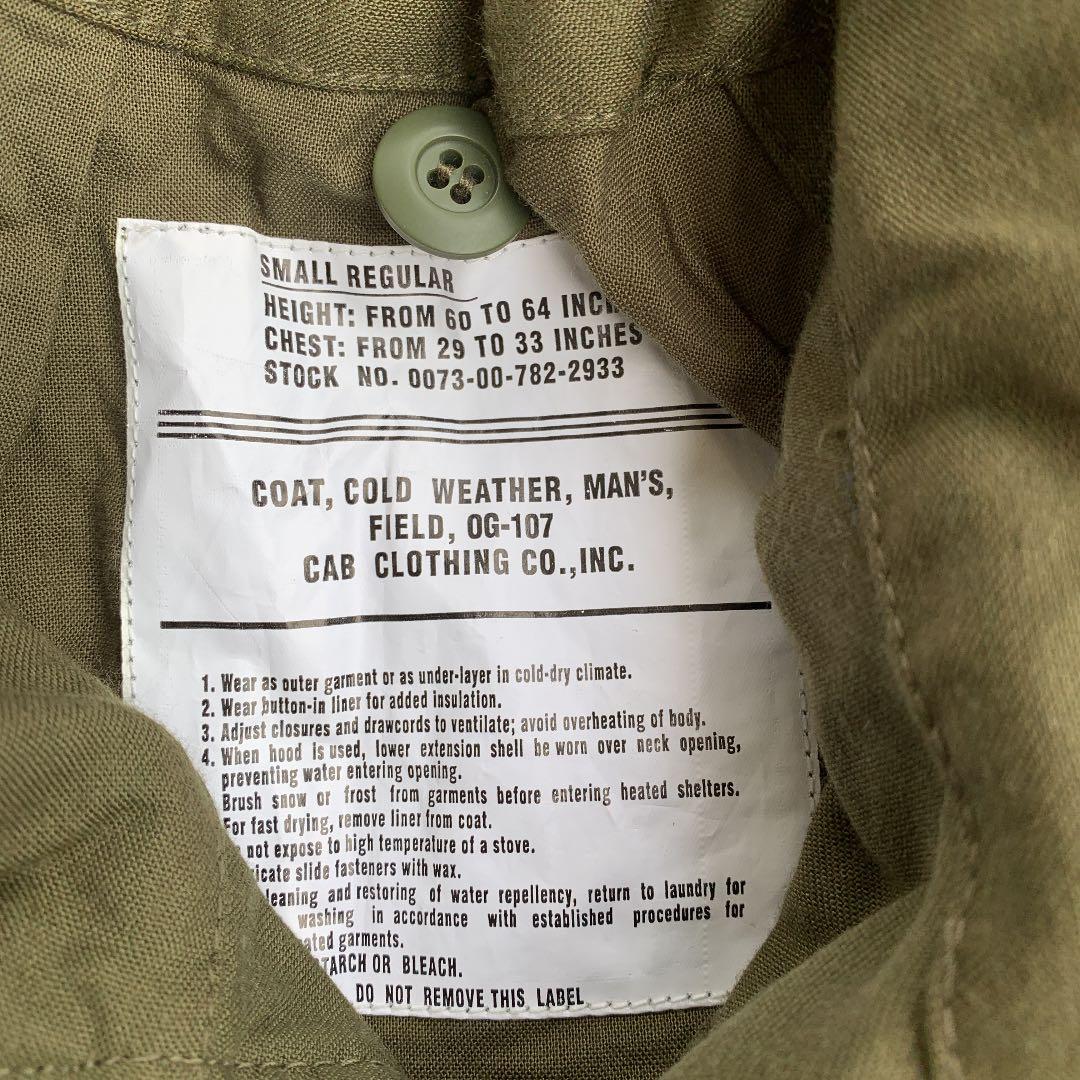 SMALL REGULAR
HEIGHT: FROM 60 TO 64
CHEST: FROM 29 TO 33 INCHES
STOCK NO. 0073-00-782-2933
COAT, COLD WEATHER, MAN'S,
FIELD, OG-107
CAB CLOTHING CO.,INC.
1. Wear as outer garment or as under-layer in cold-dry climate.
2. Wear button-in liner for added insulation.
3. Adjust closures and drawcords to ventilate; avoid overheating of body.
4. When hood is used, lower extension shell be worn over neck opening,
preventing water entering opening.
Brush snow or frost from garments before entering heated shelters.
For fast drying, remove liner from coat.
not expose to high temperature of a stove.
slide fasteners with wax.
and restoring of water repellency, return to laundry for
washing in accordance with established procedures for
garments.
OR BLEACH.
DO NOT REMOVE THIS LABEL